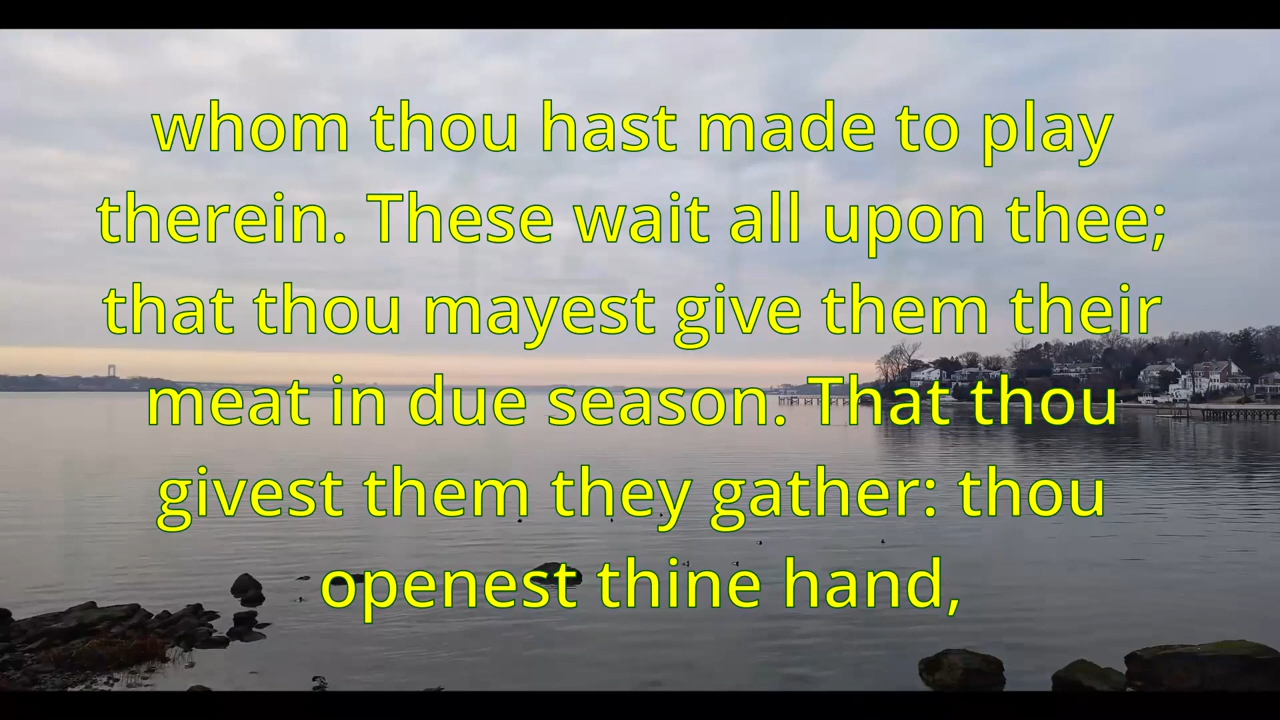 whom thou hast made to play
therein. These wait all upon thee;
that thou mayest give them their
meat in due season. That thou
givest them they gather: thou
openest thine hand,